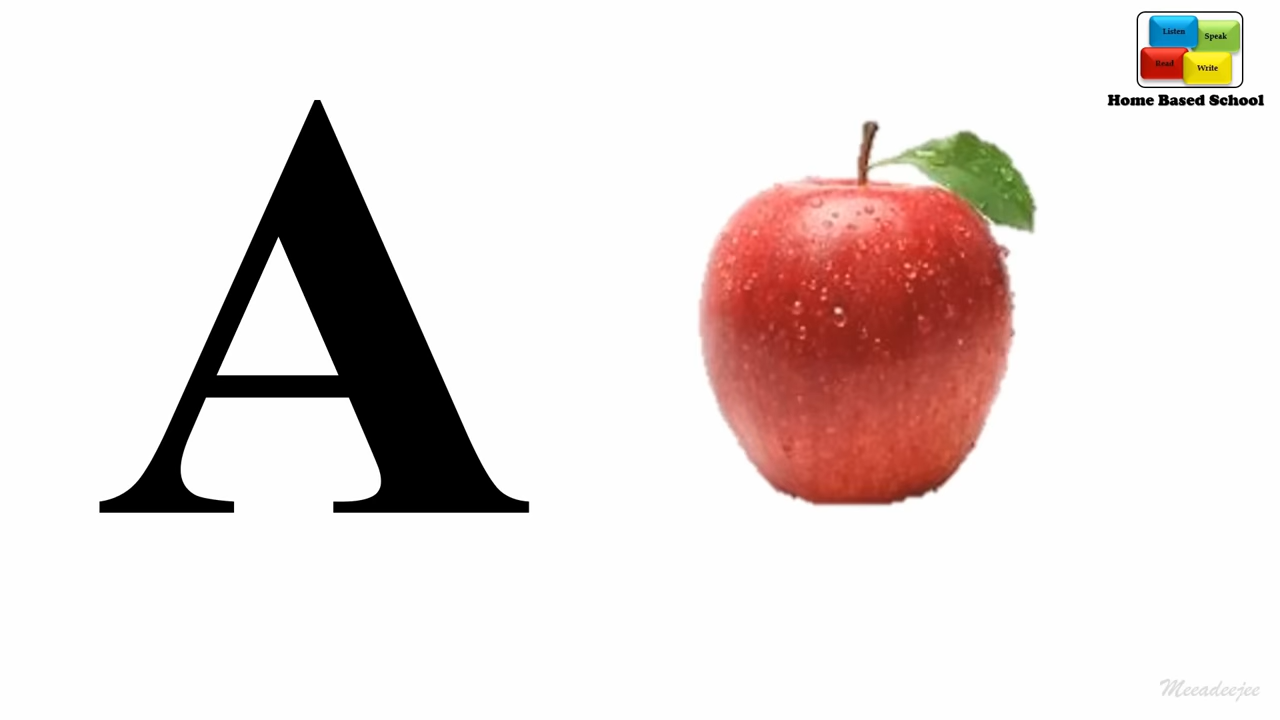 A
Listen
Speak
Read
Write
Home Based School
Meeadeejee